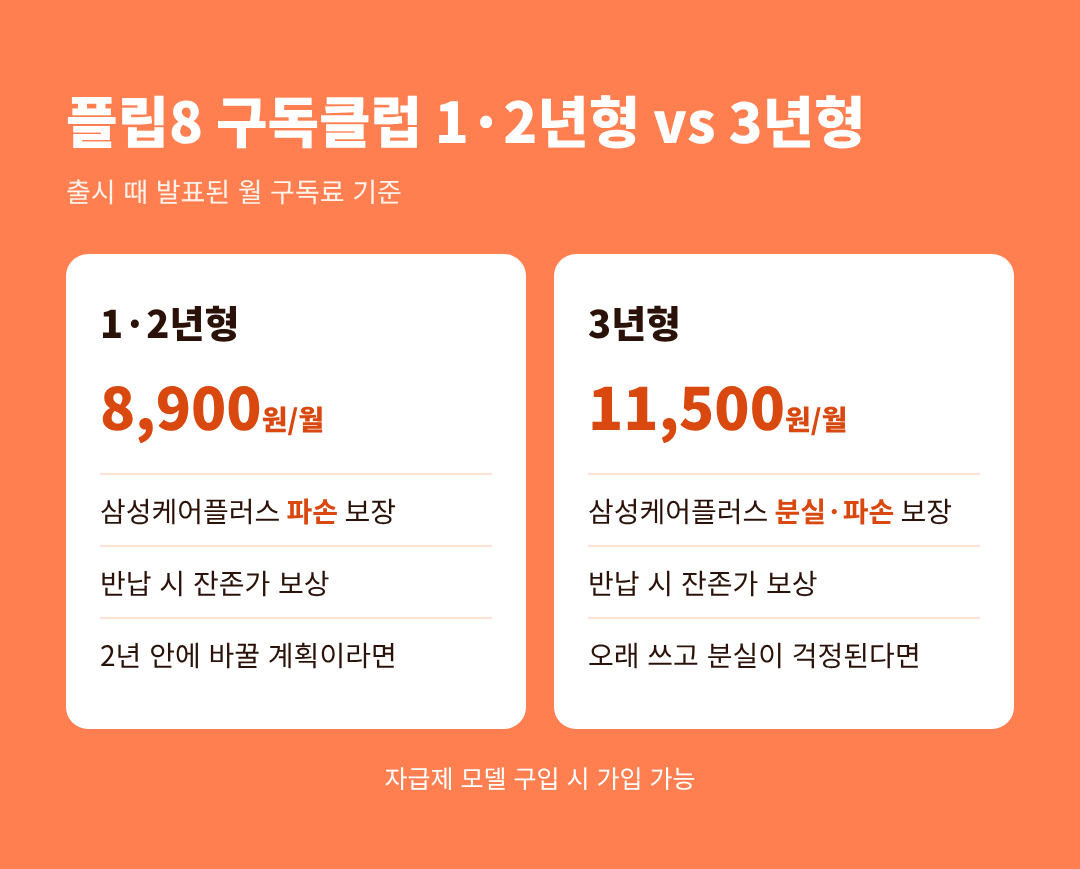 플립8 구독클럽 1·2년형 vs 3년형
출시 때 발표된 월 구독료 기준
1·2년형
8,900원/월
삼성케어플러스 파손 보장
반납 시 잔존가 보상
2년 안에 바꿀 계획이라면
3년형
11,500원/월
삼성케어플러스 분실·파손 보장
반납 시 잔존가 보상
오래 쓰고 분실이 걱정된다면
자급제 모델 구입 시 가입 가능